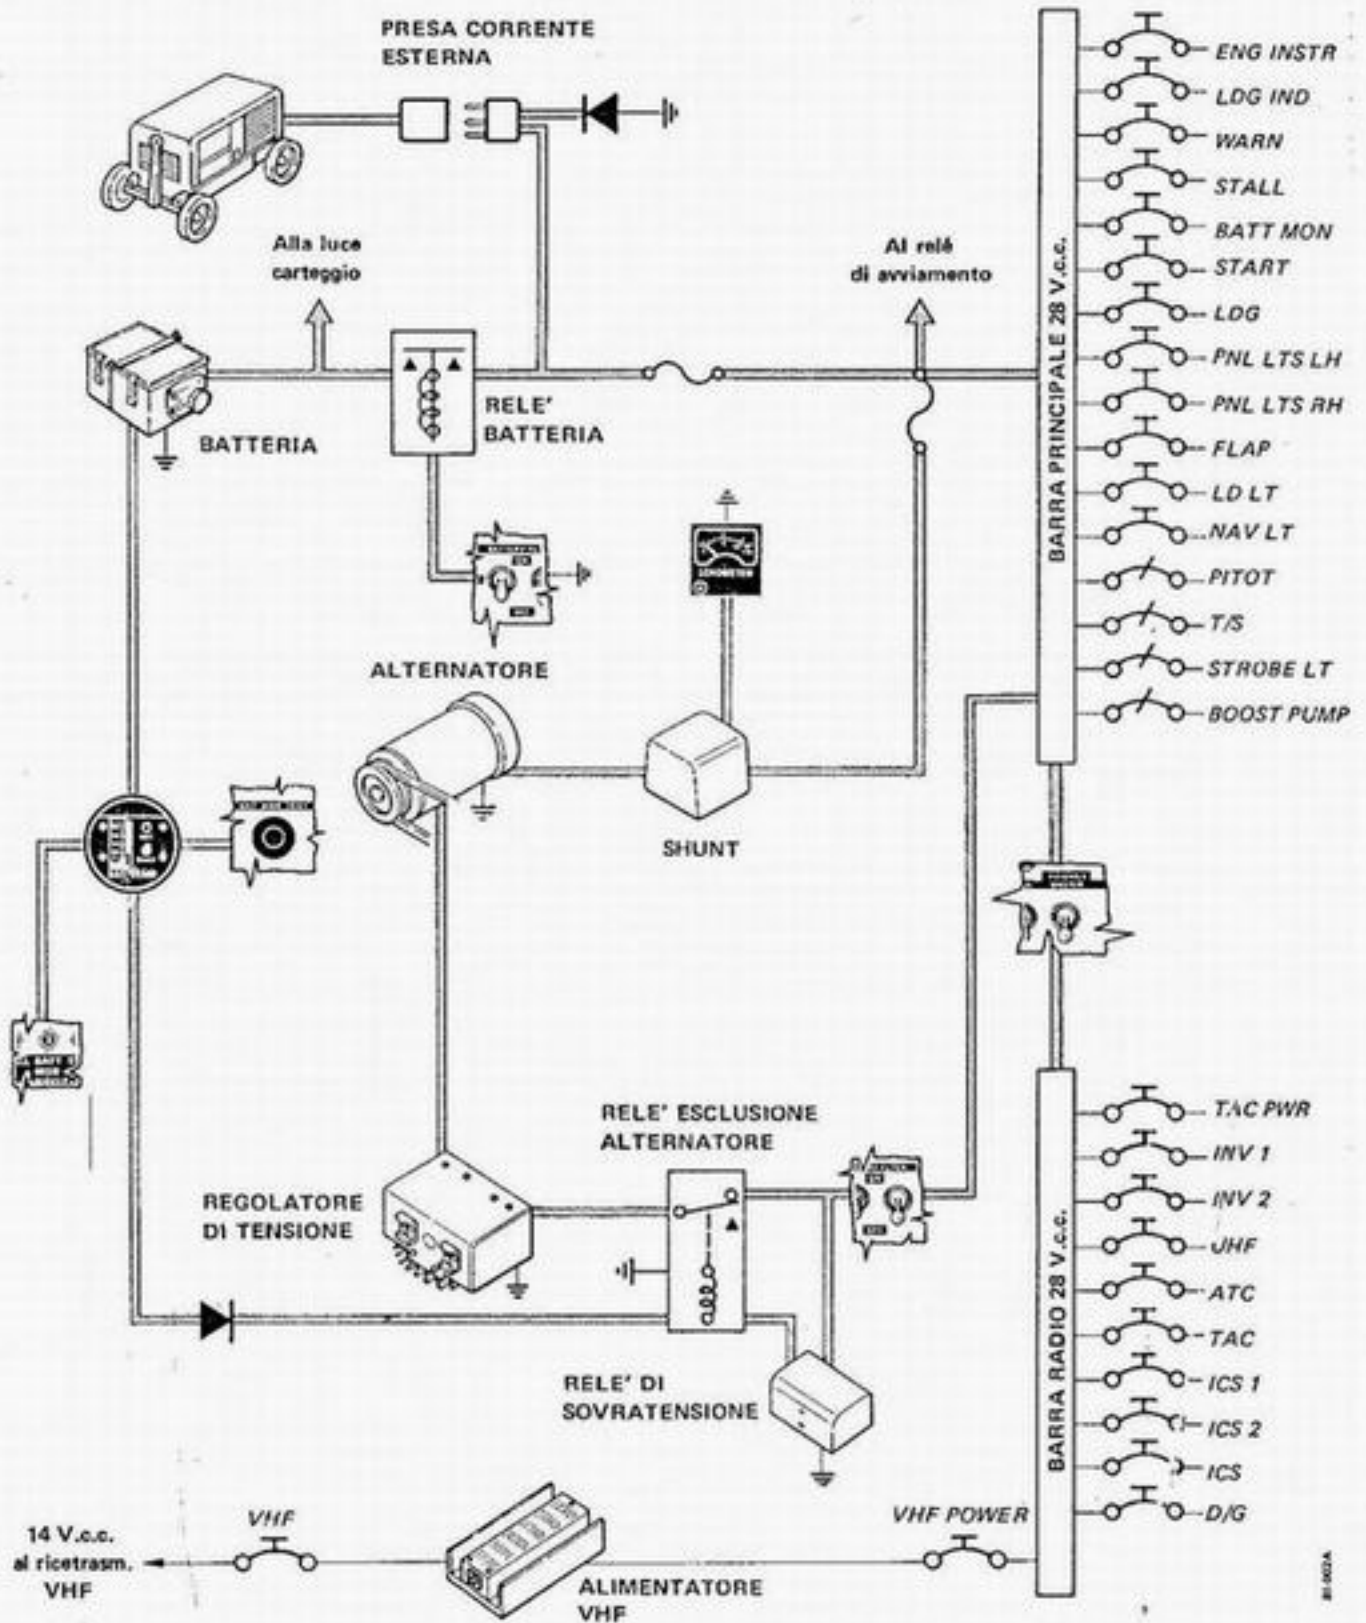 PRESA CORRENTE
ESTERNA
Alla luce
carteggio
Al relé
di avviamento
BATTERIA
RELE' 
BATTERIA
ALTERNATORE
SHUNT
RELE' ESCLUSIONE
ALTERNATORE
REGOLATORE
DI TENSIONE
RELE' DI
SOVRATENSIONE
14 V.c.c.
al ricetrasm.
VHF
VHF
ALIMENTATORE
VHF
VHF POWER
BARRA PRINCIPALE 28 V.c.c.
ENG INSTR
LDG IND
WARN
STALL
BATT MON
START
LDG
PNL LTS LH
PNL LTS RH
FLAP
LD LT
NAV LT
PITOT
T/S
STROBE LT
BOOST PUMP
BARRA RADIO 28 V.c.c.
TAC PWR
INV 1
INV 2
UHF
ATC
TAC
ICS 1
ICS 2
ICS
D/G